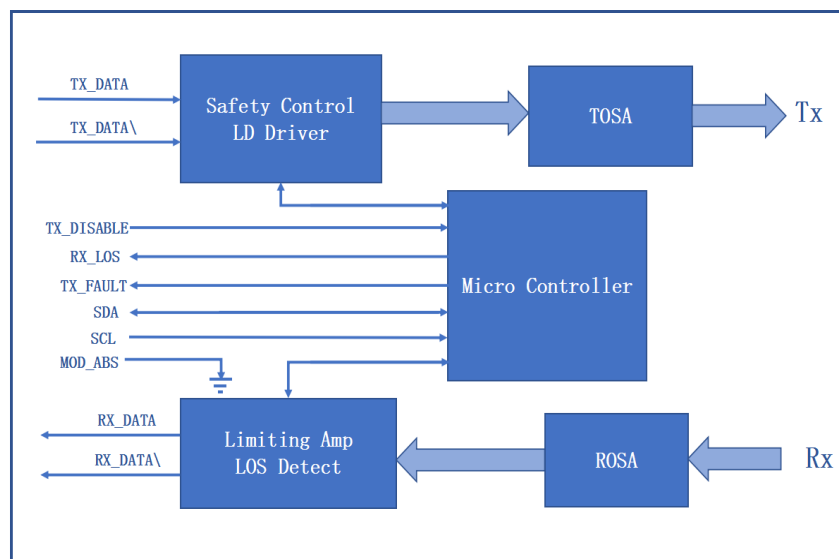 TX_DATA
TX_DATA\
Safety Control
LD Driver
TOSA
Tx
TX_DISABLE
RX_LOS
TX_FAULT
SDA
SCL
MOD_ABS
Micro Controller
RX_DATA
RX_DATA\
Limiting Amp
LOS Detect
ROSA
Rx